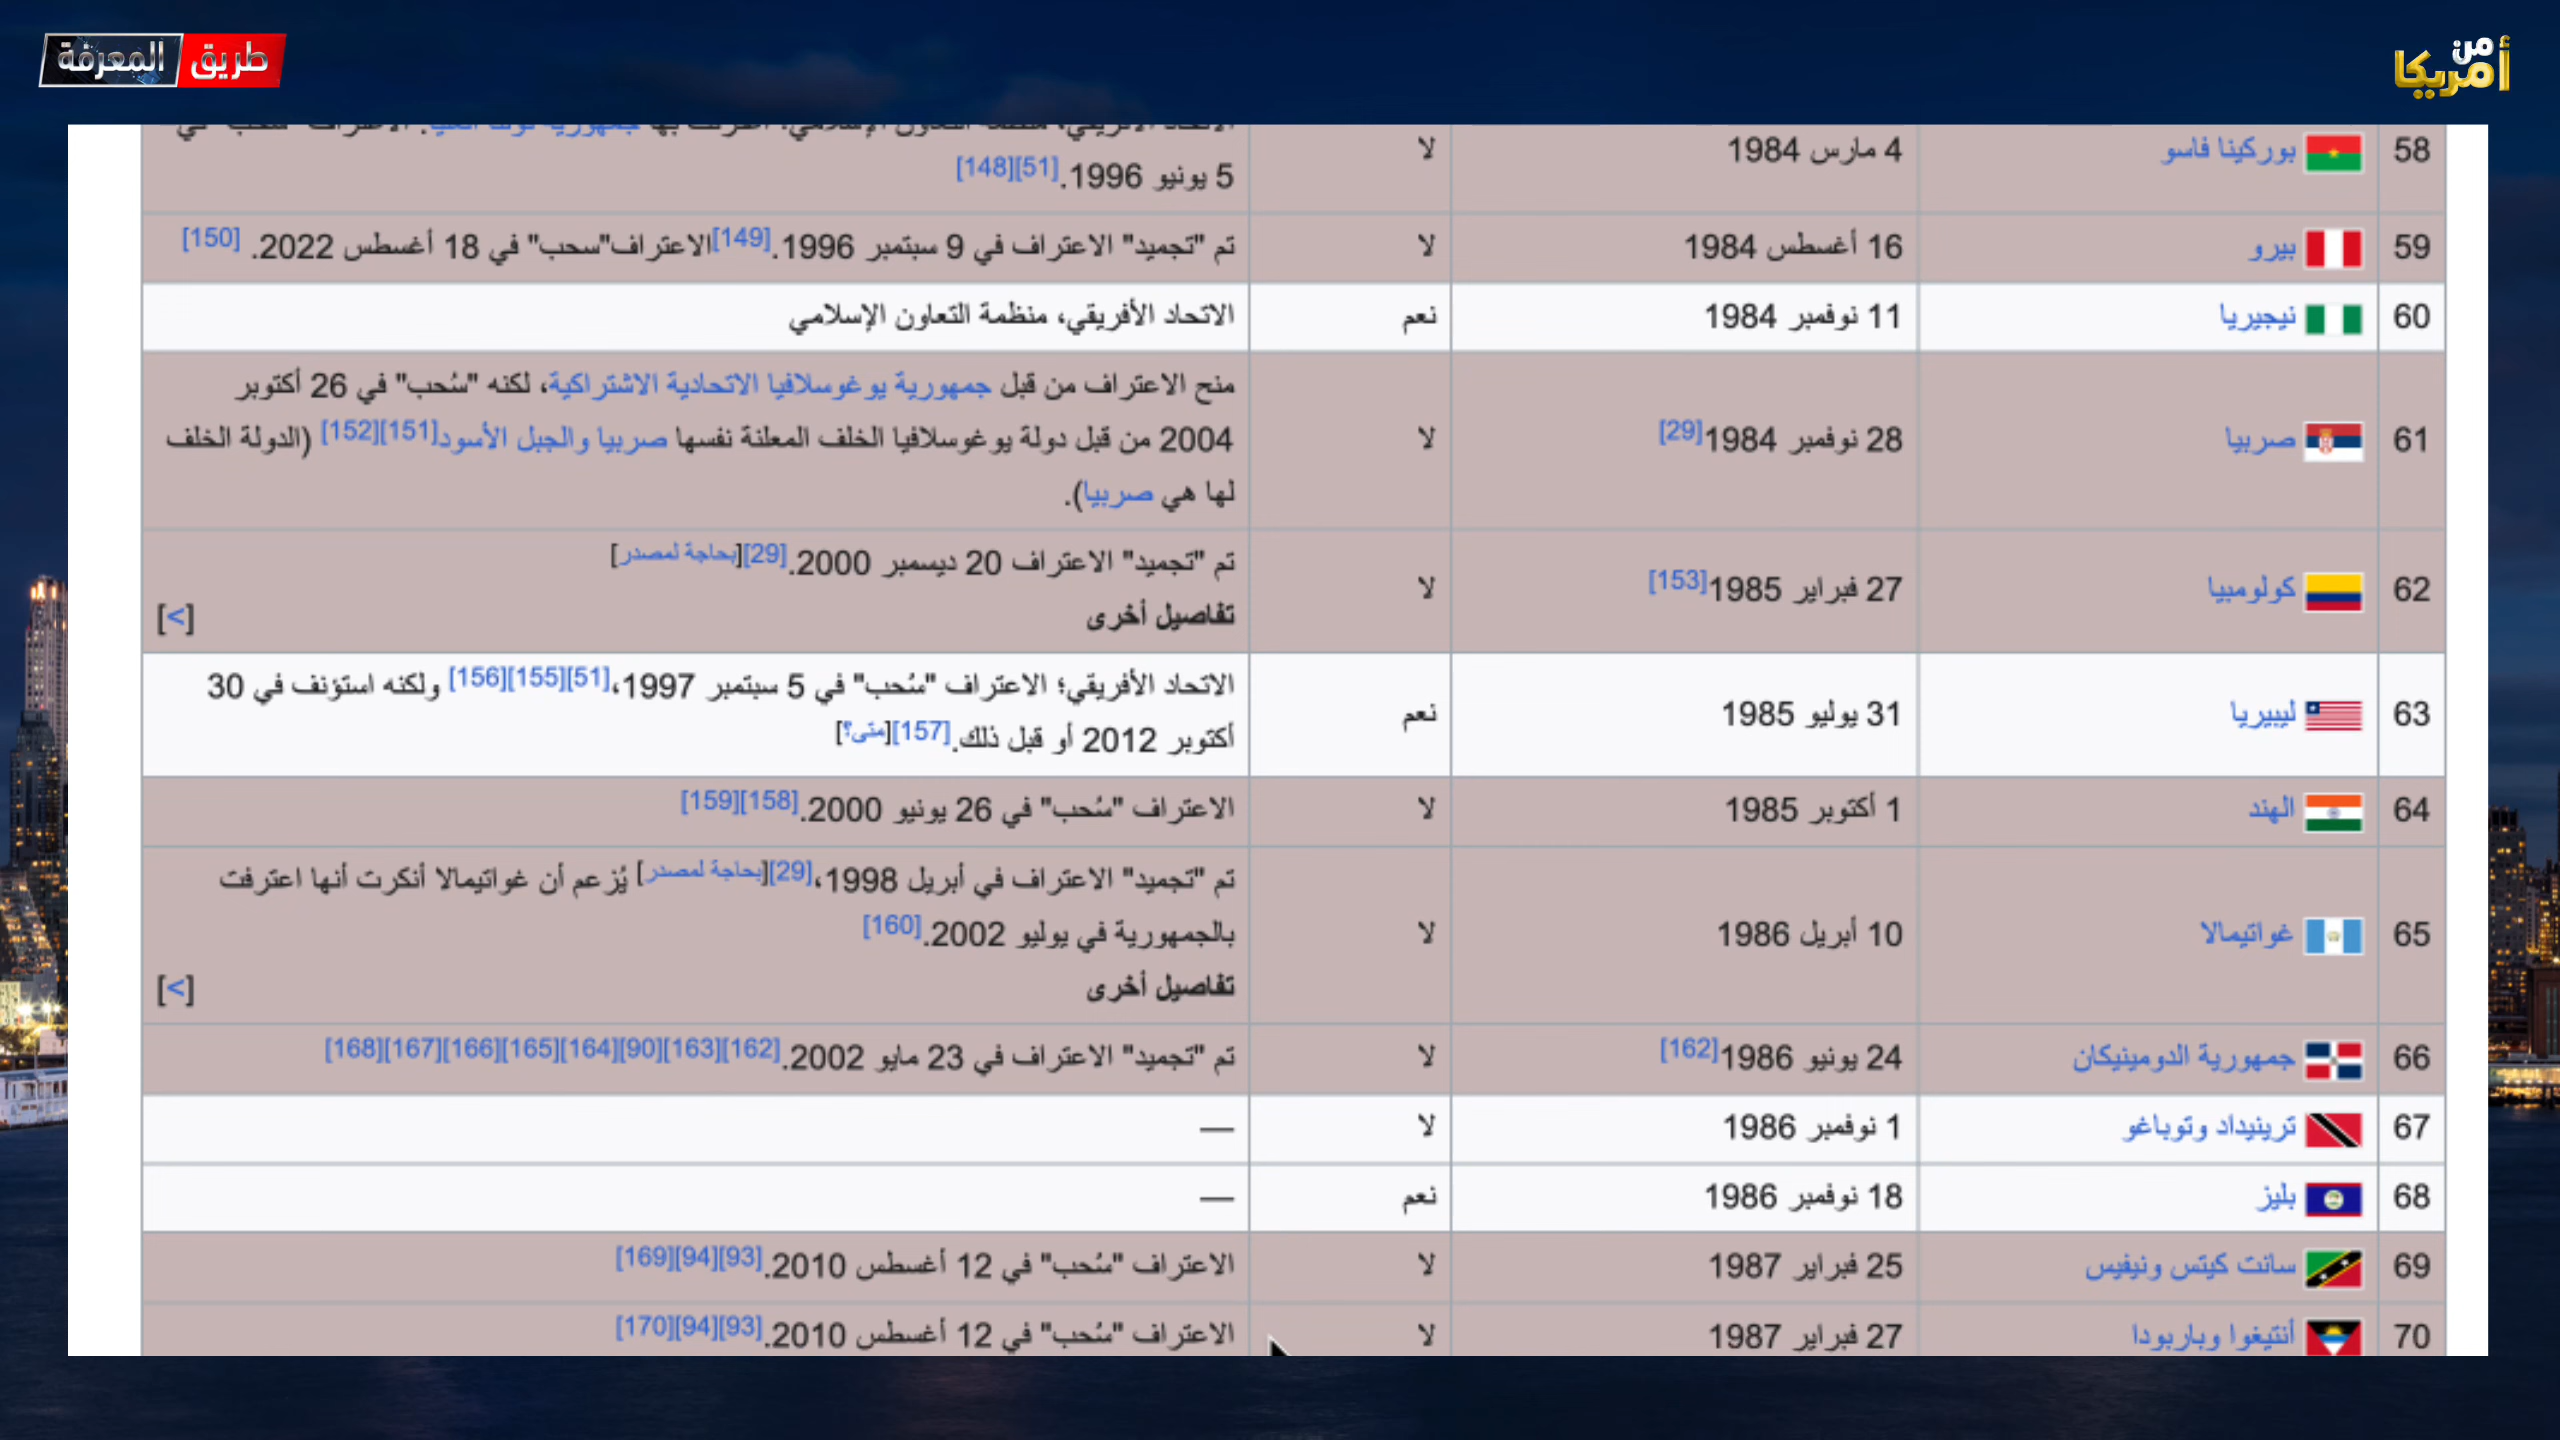 طريق المعرفة
من أمريكا
58 بوركينا فاسو 4 مارس 1984 لا
5 يونيو 1996.[51][148]
59 بيرو 16 أغسطس 1984 لا تم "تجميد" الاعتراف في 9 سبتمبر 1996.[149]الاعتراف"سحب" في 18 أغسطس 2022. [150]
60 نيجيريا 11 نوفمبر 1984 نعم الاتحاد الأفريقي، منظمة التعاون الإسلامي
61 صربيا 28 نوفمبر 1984[29] لا منح الاعتراف من قبل جمهورية يوغوسلافيا الاتحادية الاشتراكية، لكنه "سُحب" في 26 أكتوبر
2004 من قبل دولة يوغوسلافيا الخلف المعلنة نفسها صربيا والجبل الأسود[151][152] (الدولة الخلف
لها هي صربيا).
62 كولومبيا 27 فبراير 1985[153] لا تم "تجميد" الاعتراف 20 ديسمبر 2000.[29][بحاجة لمصدر]
تفاصيل أخرى [<]
63 ليبيريا 31 يوليو 1985 نعم الاتحاد الأفريقي؛ الاعتراف "سُحب" في 5 سبتمبر 1997،[51][155][156] ولكنه استؤنف في 30
أكتوبر 2012 أو قبل ذلك.[157][متى؟]
64 الهند 1 أكتوبر 1985 لا الاعتراف "سُحب" في 26 يونيو 2000.[158][159]
65 غواتيمالا 10 أبريل 1986 لا تم "تجميد" الاعتراف في أبريل 1998،[29][بحاجة لمصدر] يُزعم أن غواتيمالا أنكرت أنها اعترفت
بالجمهورية في يوليو 2002.[160]
تفاصيل أخرى [<]
66 جمهورية الدومينيكان 24 يونيو 1986[162] لا تم "تجميد" الاعتراف في 23 مايو 2002.[162][163][90][164][165][166][167][168]
67 ترينيداد وتوباغو 1 نوفمبر 1986 لا —
68 بليز 18 نوفمبر 1986 نعم —
69 سانت كيتس ونيفيس 25 فبراير 1987 لا الاعتراف "سُحب" في 12 أغسطس 2010.[93][94][169]
70 أنتيغوا وباربودا 27 فبراير 1987 لا الاعتراف "سُحب" في 12 أغسطس 2010.[93][94][170]